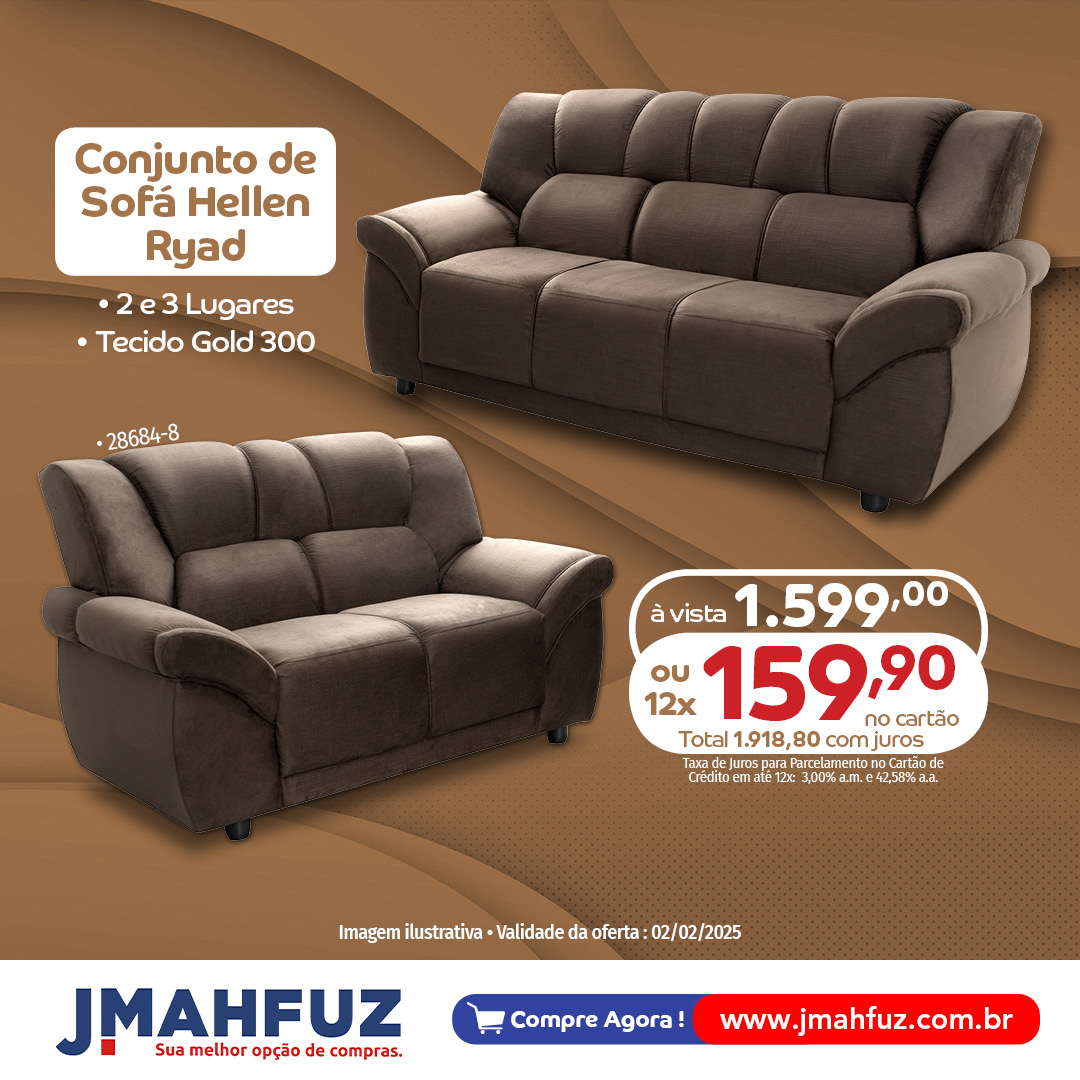 Conjunto de
Sofá Hellen
Ryad
• 2 e 3 Lugares
• Tecido Gold 300
• 28684-8
à vista 1.599,00
ou
12x 159,90
no cartão
Total 1.918,80 com juros
Taxa de Juros para Parcelamento no Cartão de
Crédito em até 12x: 3,00% a.m. e 42,58% a.a.
Imagem ilustrativa • Validade da oferta : 02/02/2025
JMAHFUZ
Sua melhor opção de compras.
Compre Agora !
www.jmahfuz.com.br